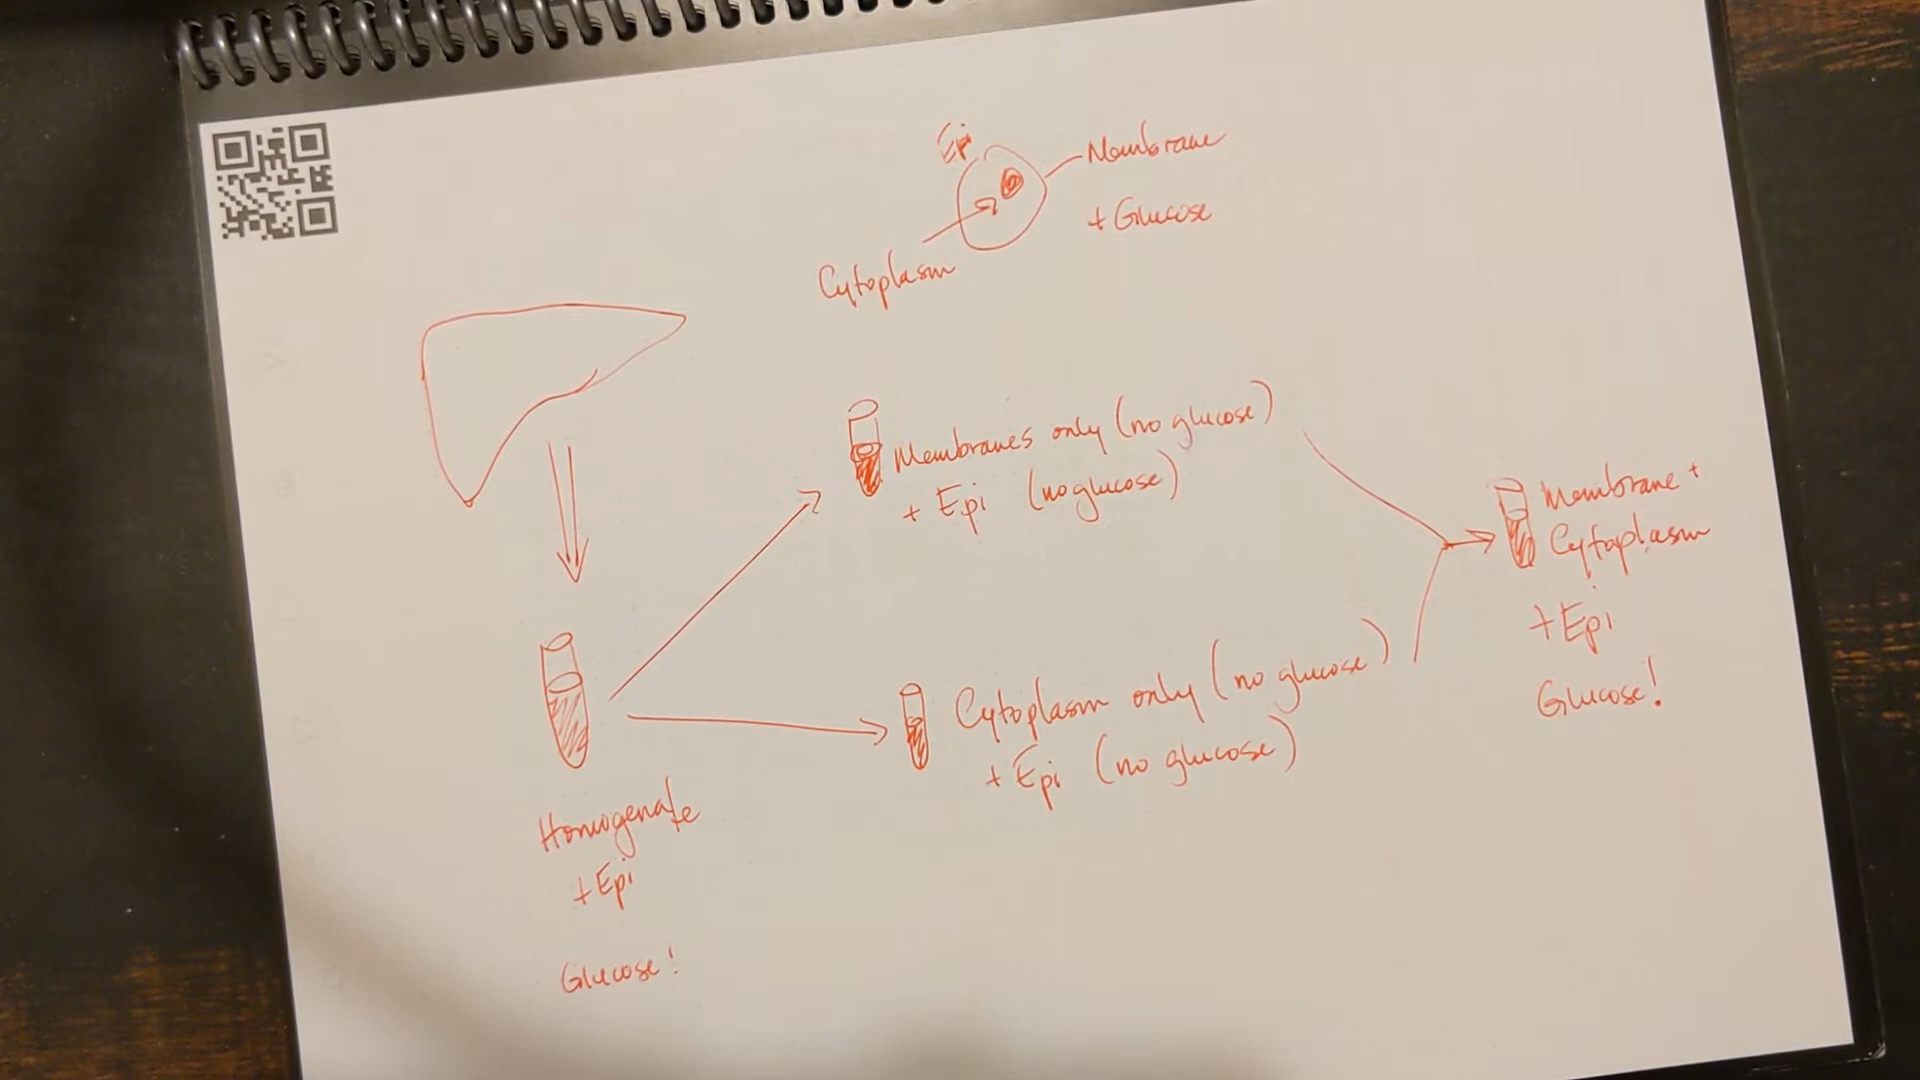 Epi
Membrane
+ Glucose
Cytoplasm
Membranes only (no glucose)
+ Epi (no glucose)
Membrane +
Cytoplasm
+ Epi
Glucose!
Cytoplasm only (no glucose)
+ Epi (no glucose)
Homogenate
+ Epi
Glucose!